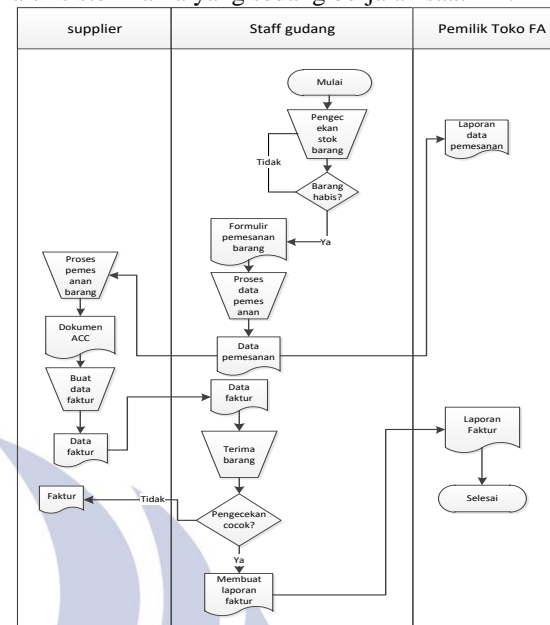 supplier
Staff gudang
Pemilik Toko FA
Mulai
Pengec
ekan
stok
barang
Tidak
Barang
habis?
Ya
Formulir
pemesanan
barang
Proses
data
pemes
anan
Data
pemesanan
Laporan
data
pemesanan
Proses
pemes
anan
barang
Dokumen
ACC
Buat
data
faktur
Data
faktur
Data
faktur
Terima
barang
Pengecekan
cocok?
Tidak
Faktur
Ya
Membuat
laporan
faktur
Laporan
Faktur
Selesai